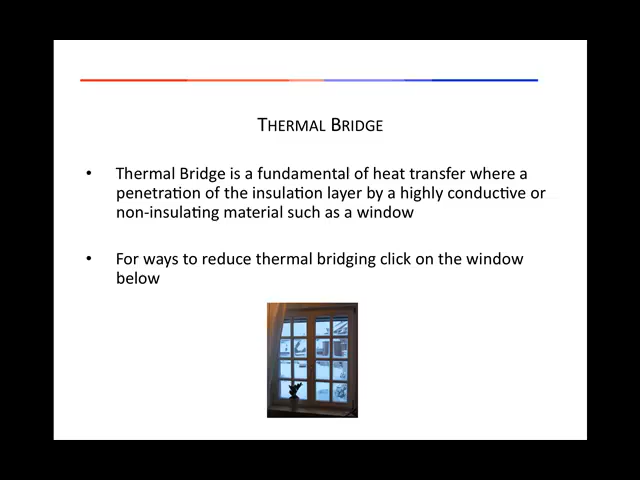 THERMAL BRIDGE
• Thermal Bridge is a fundamental of heat transfer where a
penetration of the insulation layer by a highly conductive or
non-insulating material such as a window
• For ways to reduce thermal bridging click on the window
below